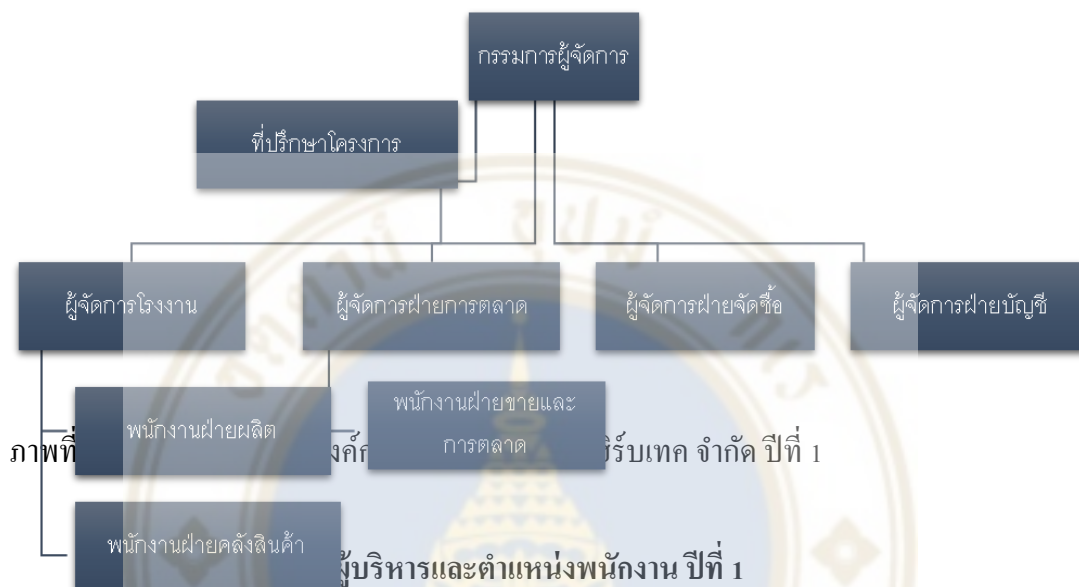 กรรมการผู้จัดการ
ที่ปรึกษาโครงการ
ผู้จัดการโรงงาน
ผู้จัดการฝ่ายการตลาด
ผู้จัดการฝ่ายจัดซื้อ
ผู้จัดการฝ่ายบัญชี
พนักงานฝ่ายผลิต
พนักงานฝ่ายขายและ
การตลาด
ภาพที่ จำกัด ปีที่ 1
พนักงานฝ่ายคลังสินค้า
ผู้บริหารและตำแหน่งพนักงาน ปีที่ 1